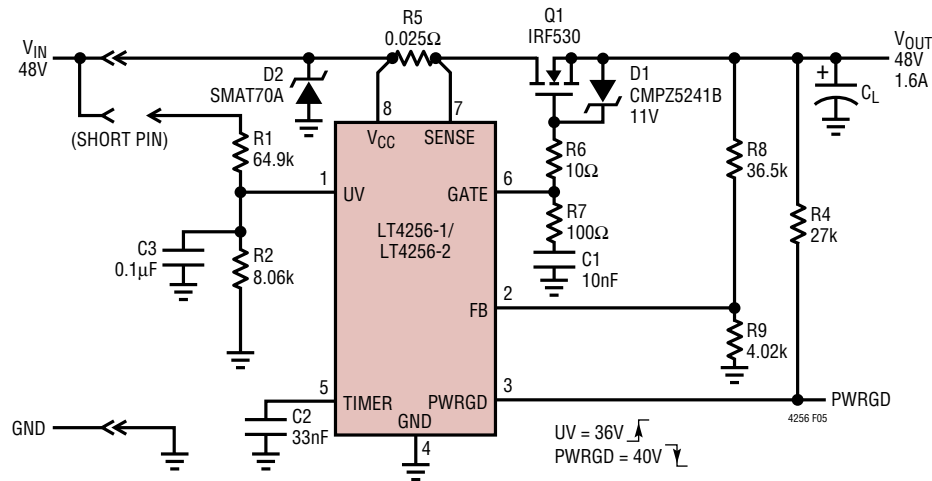 V_IN
48V
(SHORT PIN)
D2
SMAT70A
R5
0.025Ω
Q1
IRF530
D1
CMPZ5241B
11V
V_OUT
48V
1.6A
C_L
+
R1
64.9k
R6
10Ω
R7
100Ω
C1
10nF
R8
36.5k
R4
27k
R9
4.02k
C3
0.1µF
R2
8.06k
8
7
V_CC
SENSE
1
UV
6
GATE
LT4256-1/
LT4256-2
2
FB
5
TIMER
3
PWRGD
GND
4
C2
33nF
GND
PWRGD
4256 F05
UV = 36V
PWRGD = 40V